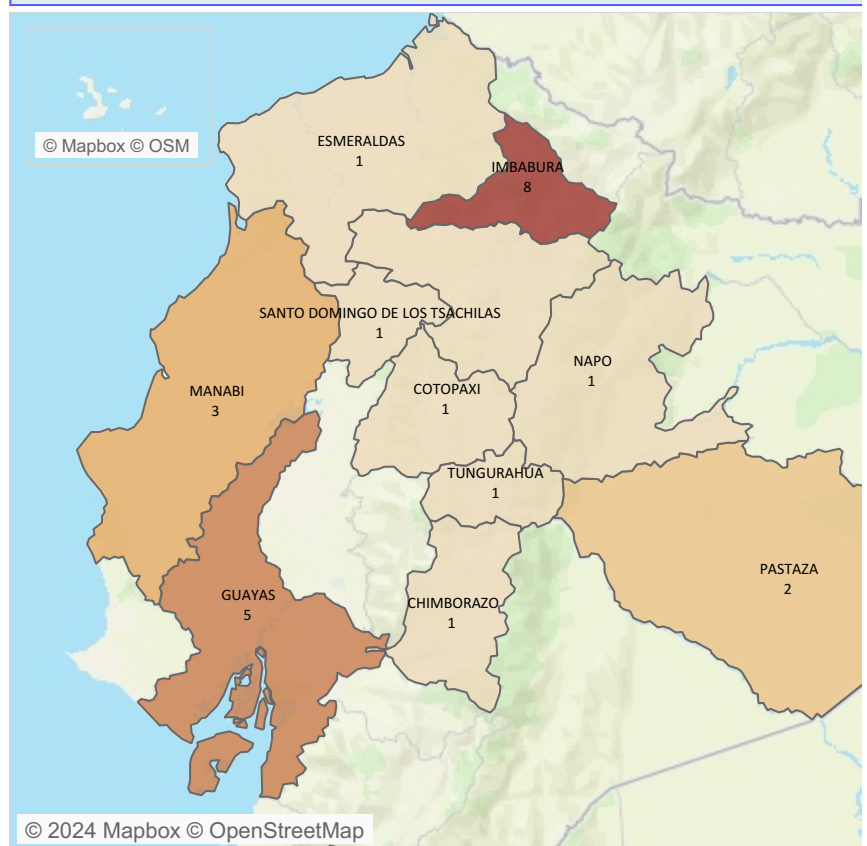 © Mapbox © OSM
ESMERALDAS
1
IMBABURA
8
SANTO DOMINGO DE LOS TSACHILAS
1
NAPO
1
MANABI
3
COTOPAXI
1
TUNGURAHUA
1
PASTAZA
2
GUAYAS
5
CHIMBORAZO
1
© 2024 Mapbox © OpenStreetMap